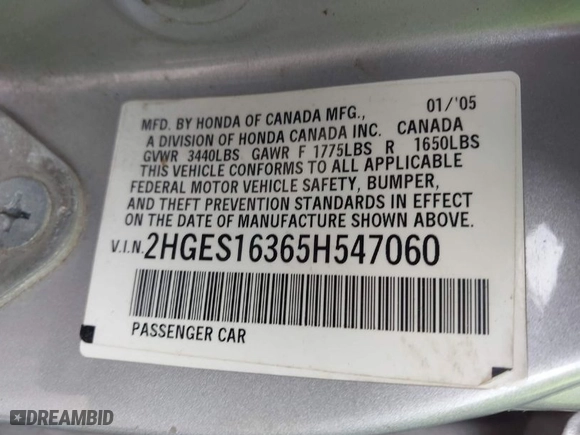 MFD. BY HONDA OF CANADA MFG., 01/'05
A DIVISION OF HONDA CANADA INC. CANADA
GVWR 3440LBS GAWR F 1775LBS R 1650LBS
THIS VEHICLE CONFORMS TO ALL APPLICABLE
FEDERAL MOTOR VEHICLE SAFETY, BUMPER,
AND THEFT PREVENTION STANDARDS IN EFFECT
ON THE DATE OF MANUFACTURE SHOWN ABOVE.
V.I.N. 2HGES16365H547060
PASSENGER CAR
DREAMBID